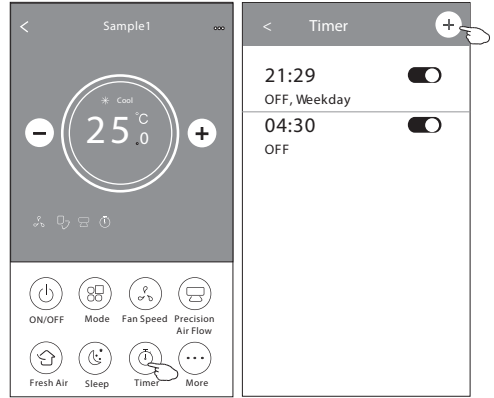 < Sample1
Cool
25.0 °C
ON/OFF Mode Fan Speed Precision
Air Flow
Fresh Air Sleep Timer More
< Timer
21:29
OFF, Weekday
04:30
OFF